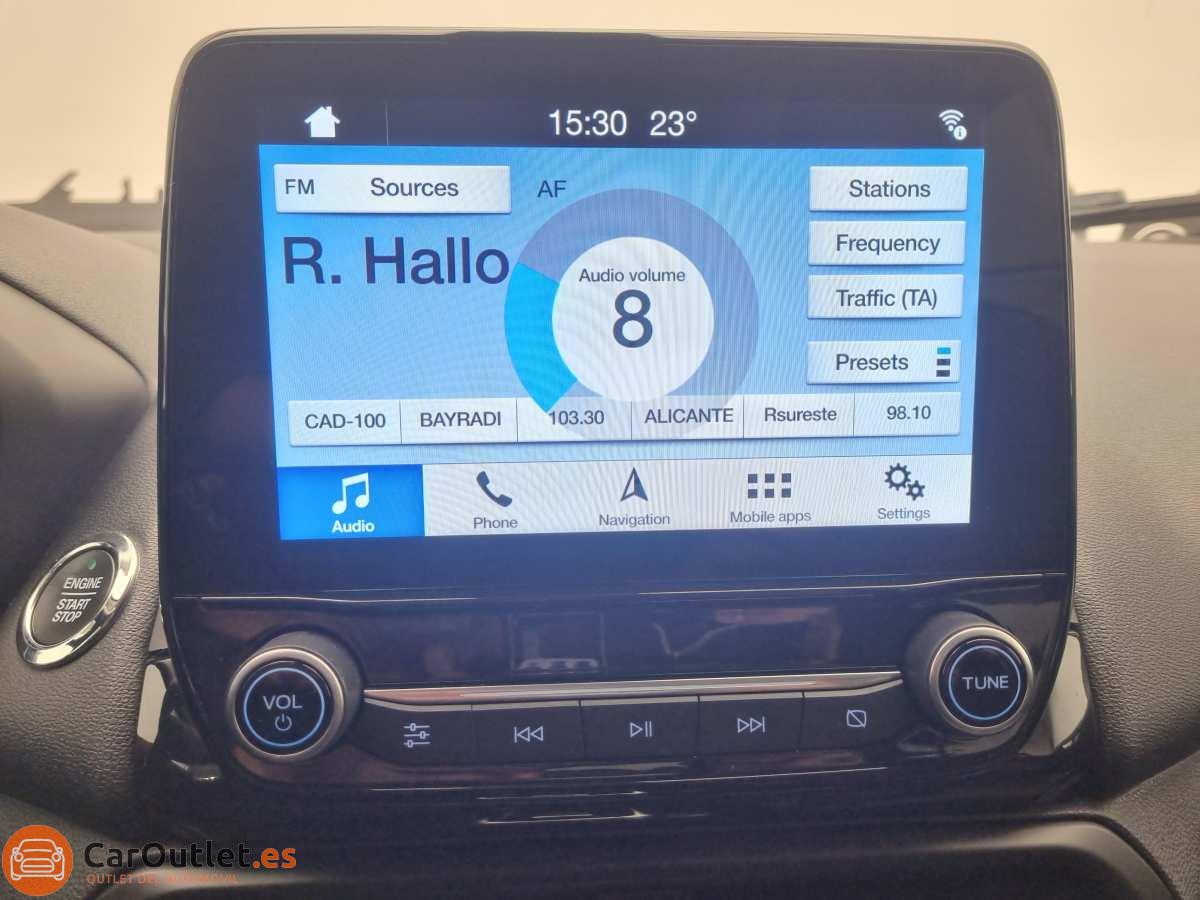 15:30 23°
FM Sources AF
Stations
R. Hallo
Frequency
Audio volume
8
Traffic (TA)
Presets
CAD-100 BAYRADI 103.30 ALICANTE Rsureste 98.10
Audio Phone Navigation Mobile apps Settings
ENGINE
START
STOP
VOL
TUNE
CarOutlet.es
OUTLET DEL AUTOMOVIL